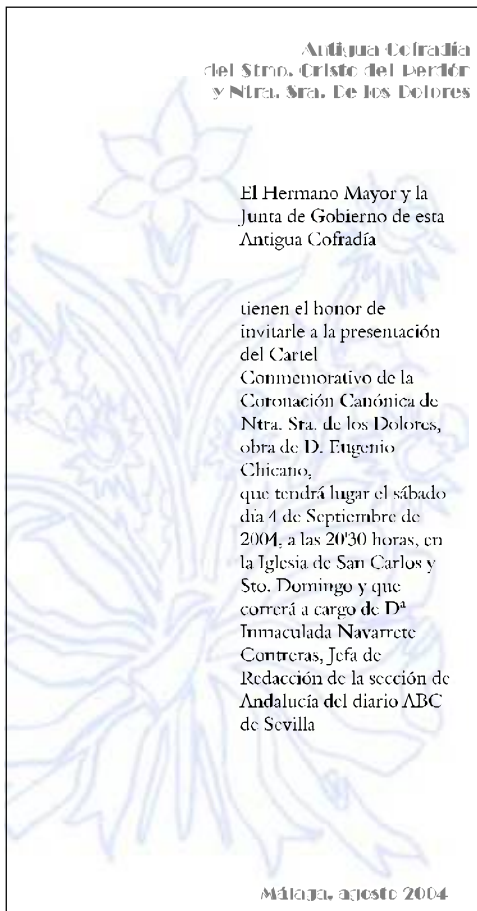 Antigua Cofradía
del Stmo. Cristo del Perdón
y Ntra. Sra. De los Dolores
El Hermano Mayor y la
Junta de Gobierno de esta
Antigua Cofradía
tienen el honor de
invitarle a la presentación
del Cartel
Conmemorativo de la
Coronación Canónica de
Ntra. Sra. de los Dolores,
obra de D. Eugenio
Chicano,
que tendrá lugar el sábado
día 4 de Septiembre de
2004, a las 20'30 horas, en
la Iglesia de San Carlos y
Sto. Domingo y que
correrá a cargo de Dª
Inmaculada Navarrete
Contreras, Jefa de
Redacción de la sección de
Andalucía del diario ABC
de Sevilla
Málaga, agosto 2004